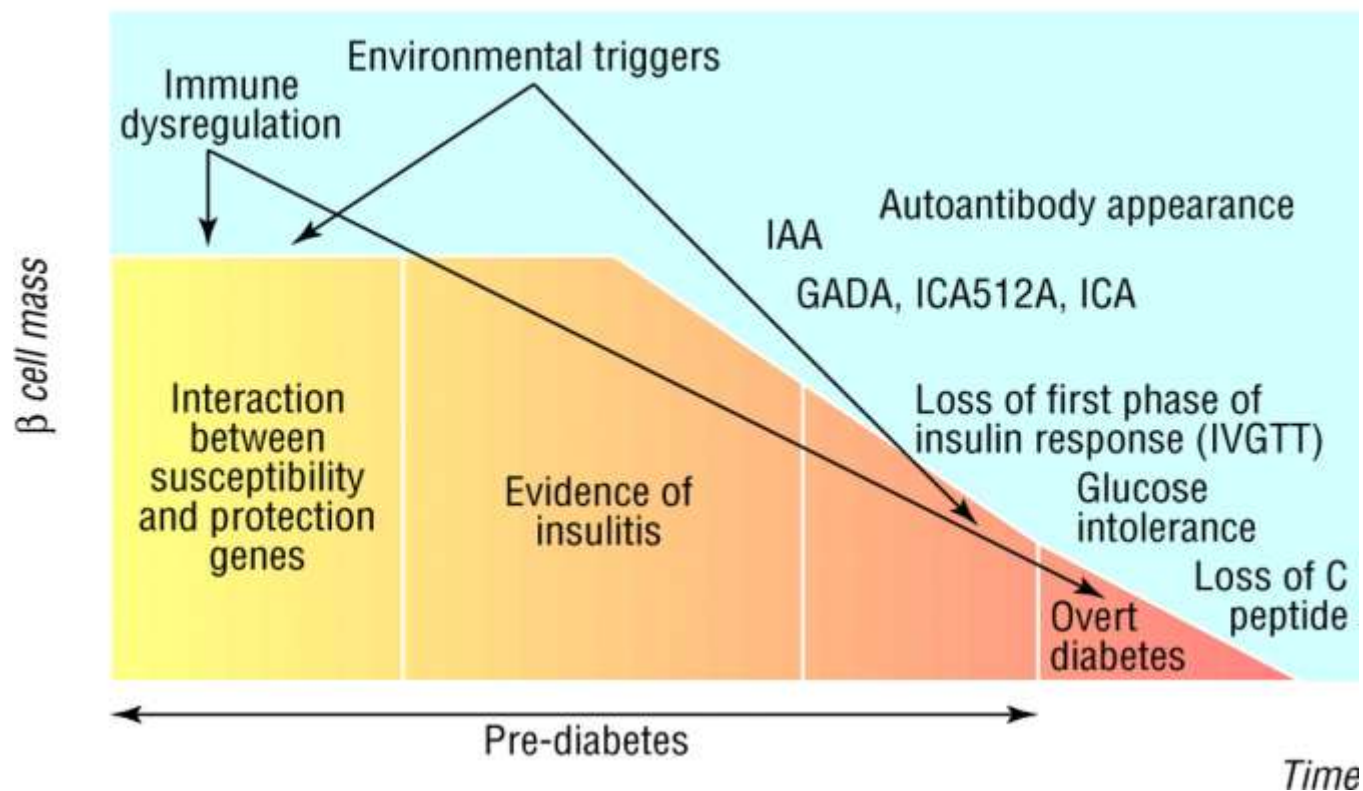 Environmental triggers
Immune
dysregulation
Autoantibody appearance
IAA
GADA, ICA512A, ICA
β cell mass
Interaction
between
susceptibility
and protection
genes
Evidence of
insulitis
Loss of first phase of
insulin response (IVGTT)
Glucose
intolerance
Loss of C
peptide
Overt
diabetes
Pre-diabetes
Time